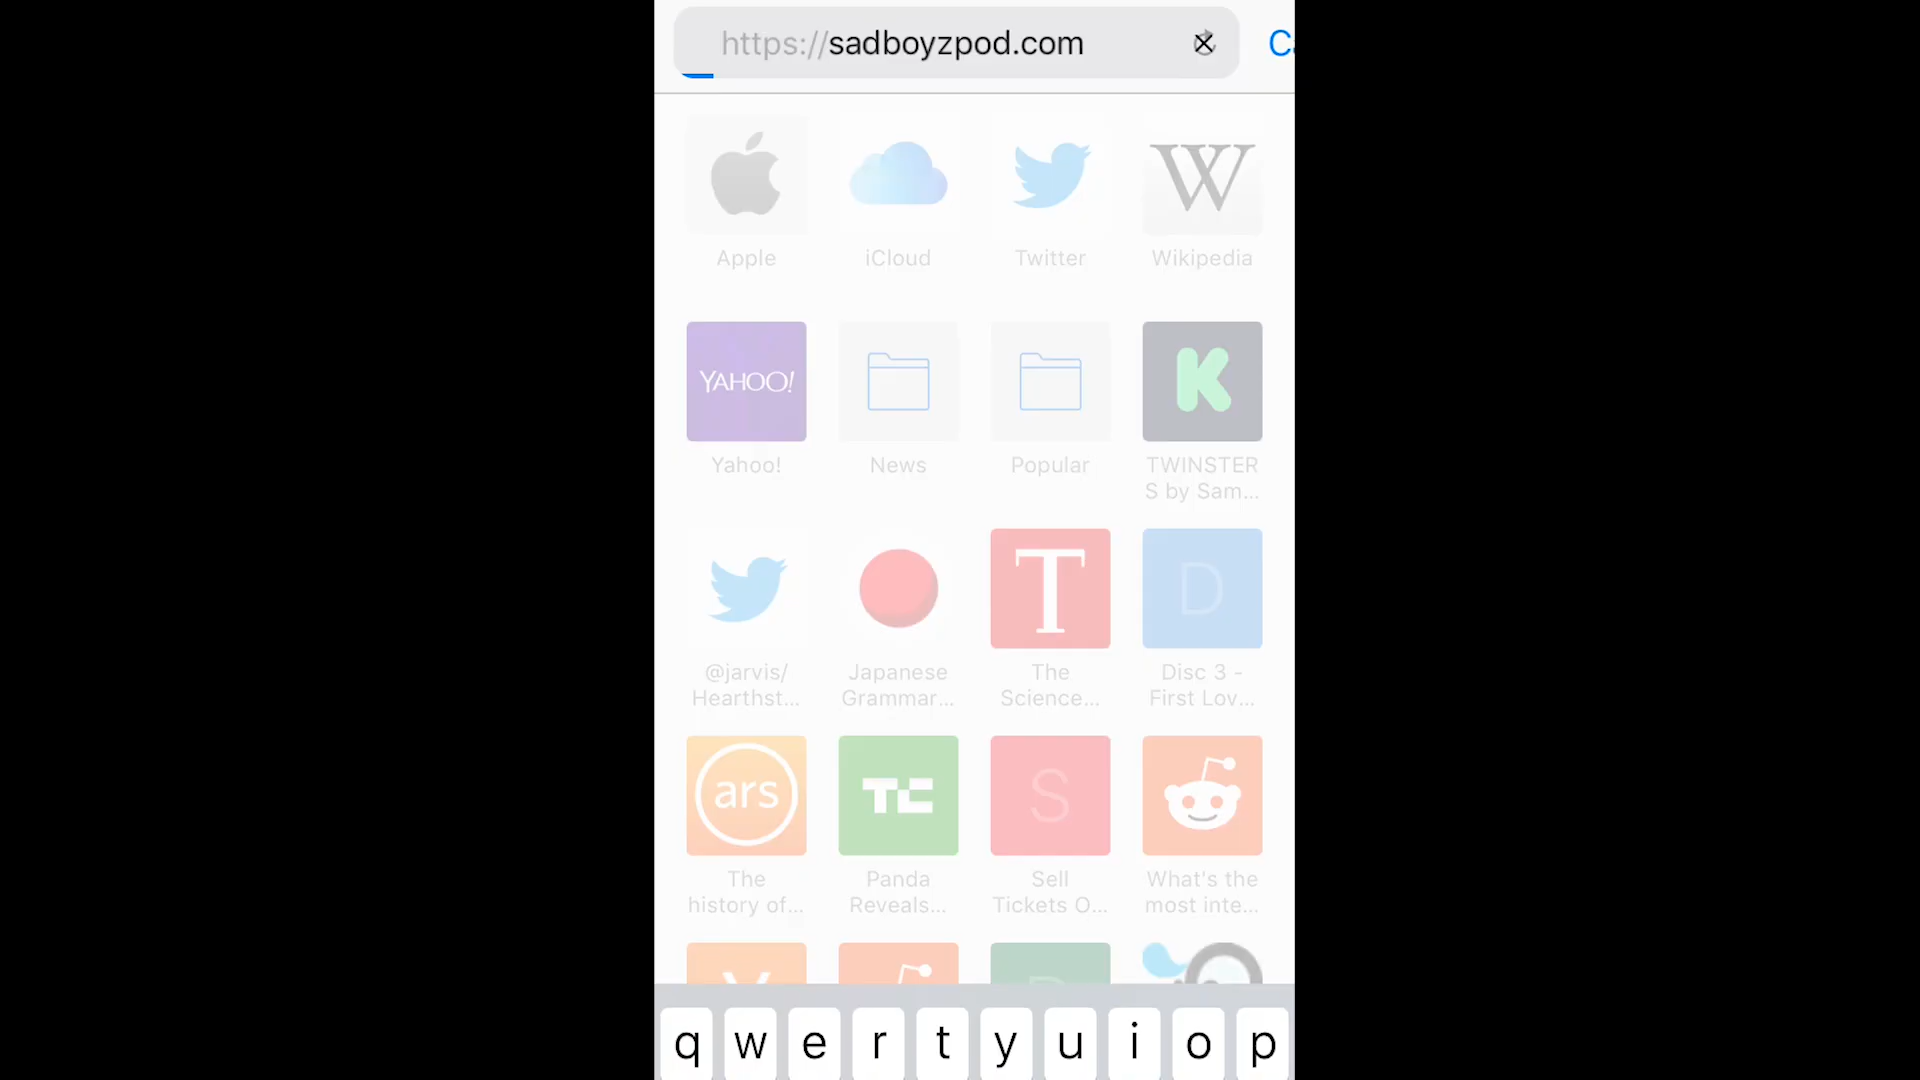 https://sadboyzpod.com
Apple
iCloud
Twitter
W
Wikipedia
YAHOO!
Yahoo!
News
Popular
K
TWINSTER
S by Sam...
@jarvis/
Hearthst...
Japanese
Grammar...
T
The
Science...
D
Disc 3 -
First Lov...
ars
The
history of...
TC
Panda
Reveals...
S
Sell
Tickets O...
What's the
most inte...
q w e r t y u i o p